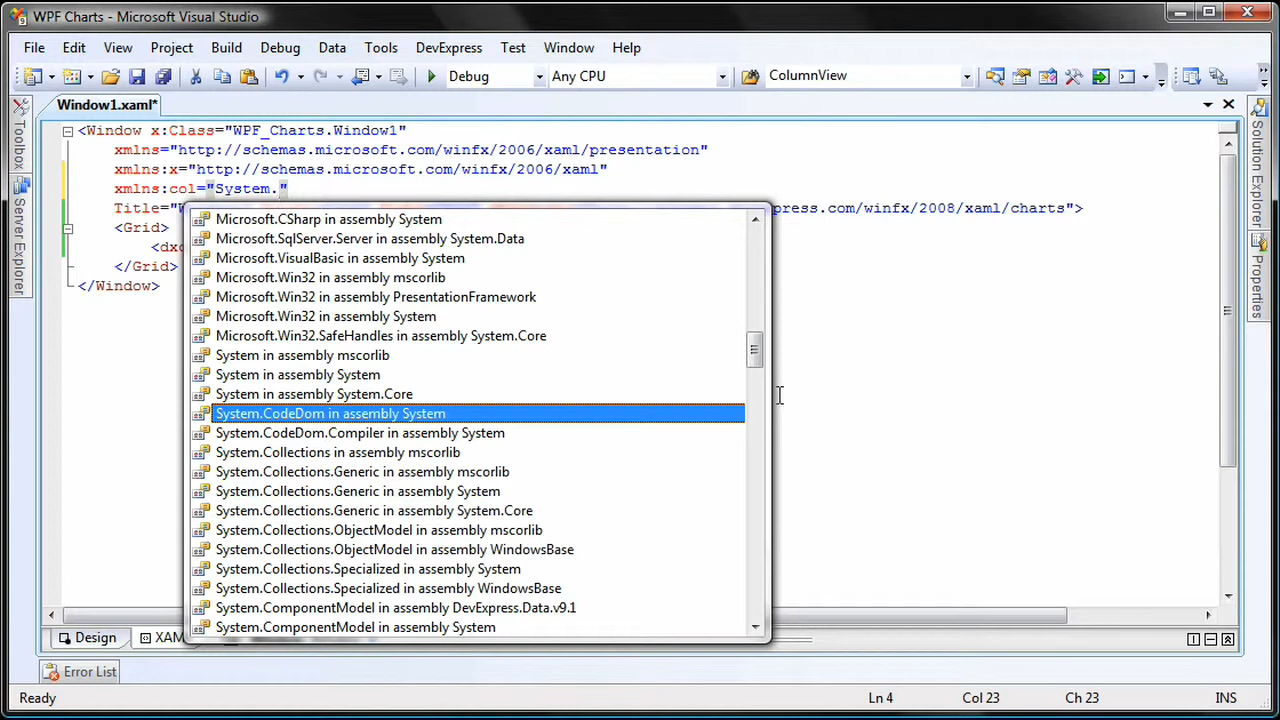 WPF Charts - Microsoft Visual Studio
File Edit View Project Build Debug Data Tools DevExpress Test Window Help
Debug Any CPU ColumnView
Window1.xaml*
Toolbox
Server Explorer
Solution Explorer
Properties
<Window x:Class="WPF_Charts.Window1"
xmlns="http://schemas.microsoft.com/winfx/2006/xaml/presentation"
xmlns:x="http://schemas.microsoft.com/winfx/2006/xaml"
xmlns:col="System."
Title="W press.com/winfx/2008/xaml/charts">
<Grid>
<dxc
</Grid>
</Window>
Microsoft.CSharp in assembly System
Microsoft.SqlServer.Server in assembly System.Data
Microsoft.VisualBasic in assembly System
Microsoft.Win32 in assembly mscorlib
Microsoft.Win32 in assembly PresentationFramework
Microsoft.Win32 in assembly System
Microsoft.Win32.SafeHandles in assembly System.Core
System in assembly mscorlib
System in assembly System
System in assembly System.Core
System.CodeDom in assembly System
System.CodeDom.Compiler in assembly System
System.Collections in assembly mscorlib
System.Collections.Generic in assembly mscorlib
System.Collections.Generic in assembly System
System.Collections.Generic in assembly System.Core
System.Collections.ObjectModel in assembly mscorlib
System.Collections.ObjectModel in assembly WindowsBase
System.Collections.Specialized in assembly System
System.Collections.Specialized in assembly WindowsBase
System.ComponentModel in assembly DevExpress.Data.v9.1
System.ComponentModel in assembly System
Design XAM
Error List
Ready Ln 4 Col 23 Ch 23 INS